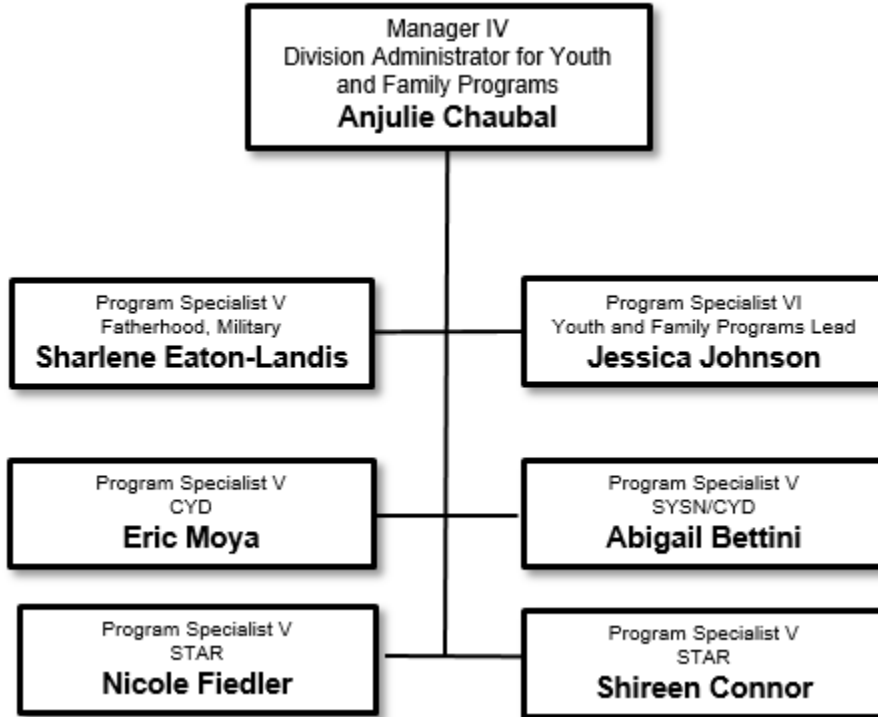 Manager IV
Division Administrator for Youth
and Family Programs
Anjulie Chaubal
Program Specialist V
Fatherhood, Military
Sharlene Eaton-Landis
Program Specialist VI
Youth and Family Programs Lead
Jessica Johnson
Program Specialist V
CYD
Eric Moya
Program Specialist V
SYSN/CYD
Abigail Bettini
Program Specialist V
STAR
Nicole Fiedler
Program Specialist V
STAR
Shireen Connor